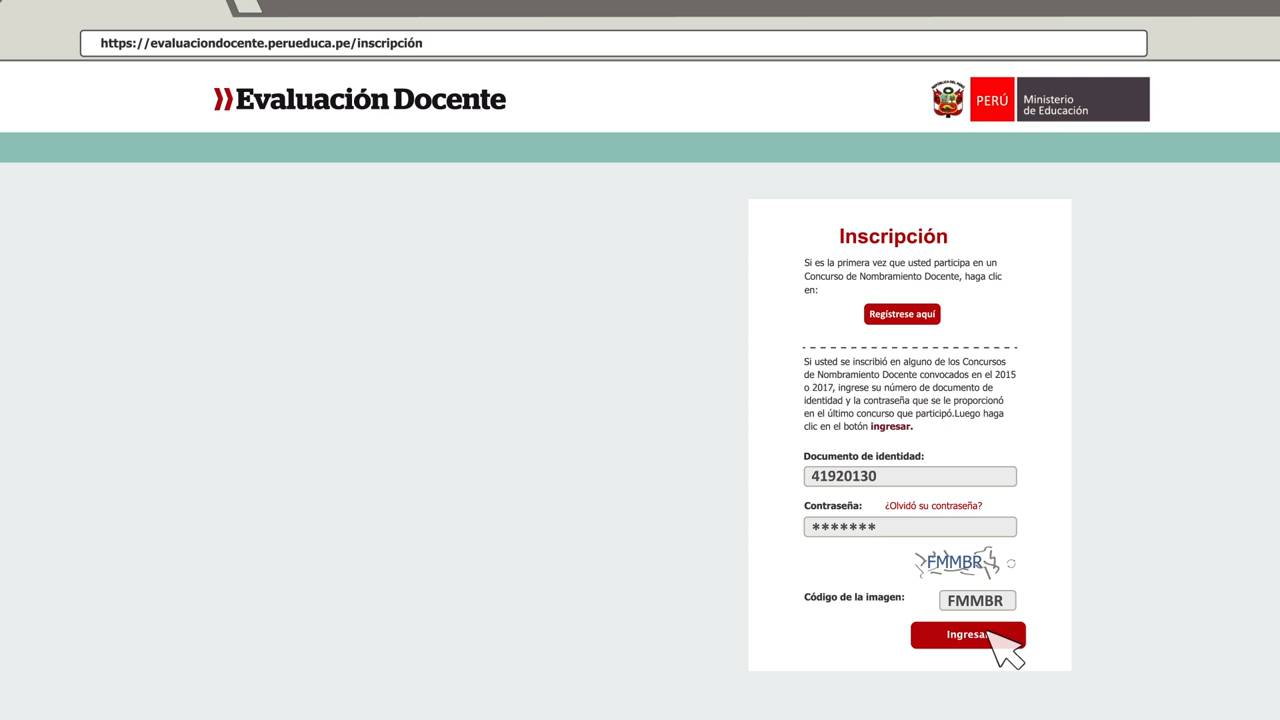 https://evaluaciondocente.perueduca.pe/inscripción
Evaluación Docente
PERÚ
Ministerio
de Educación
Inscripción
Si es la primera vez que usted participa en un
Concurso de Nombramiento Docente, haga clic
en:
Regístrese aquí
Si usted se inscribió en alguno de los Concursos
de Nombramiento Docente convocados en el 2015
o 2017, ingrese su número de documento de
identidad y la contraseña que se le proporcionó
en el último concurso que participó.Luego haga
clic en el botón ingresar.
Documento de identidad:
41920130
Contraseña: ¿Olvidó su contraseña?
*******
FMMBR
Código de la imagen: FMMBR
Ingresar